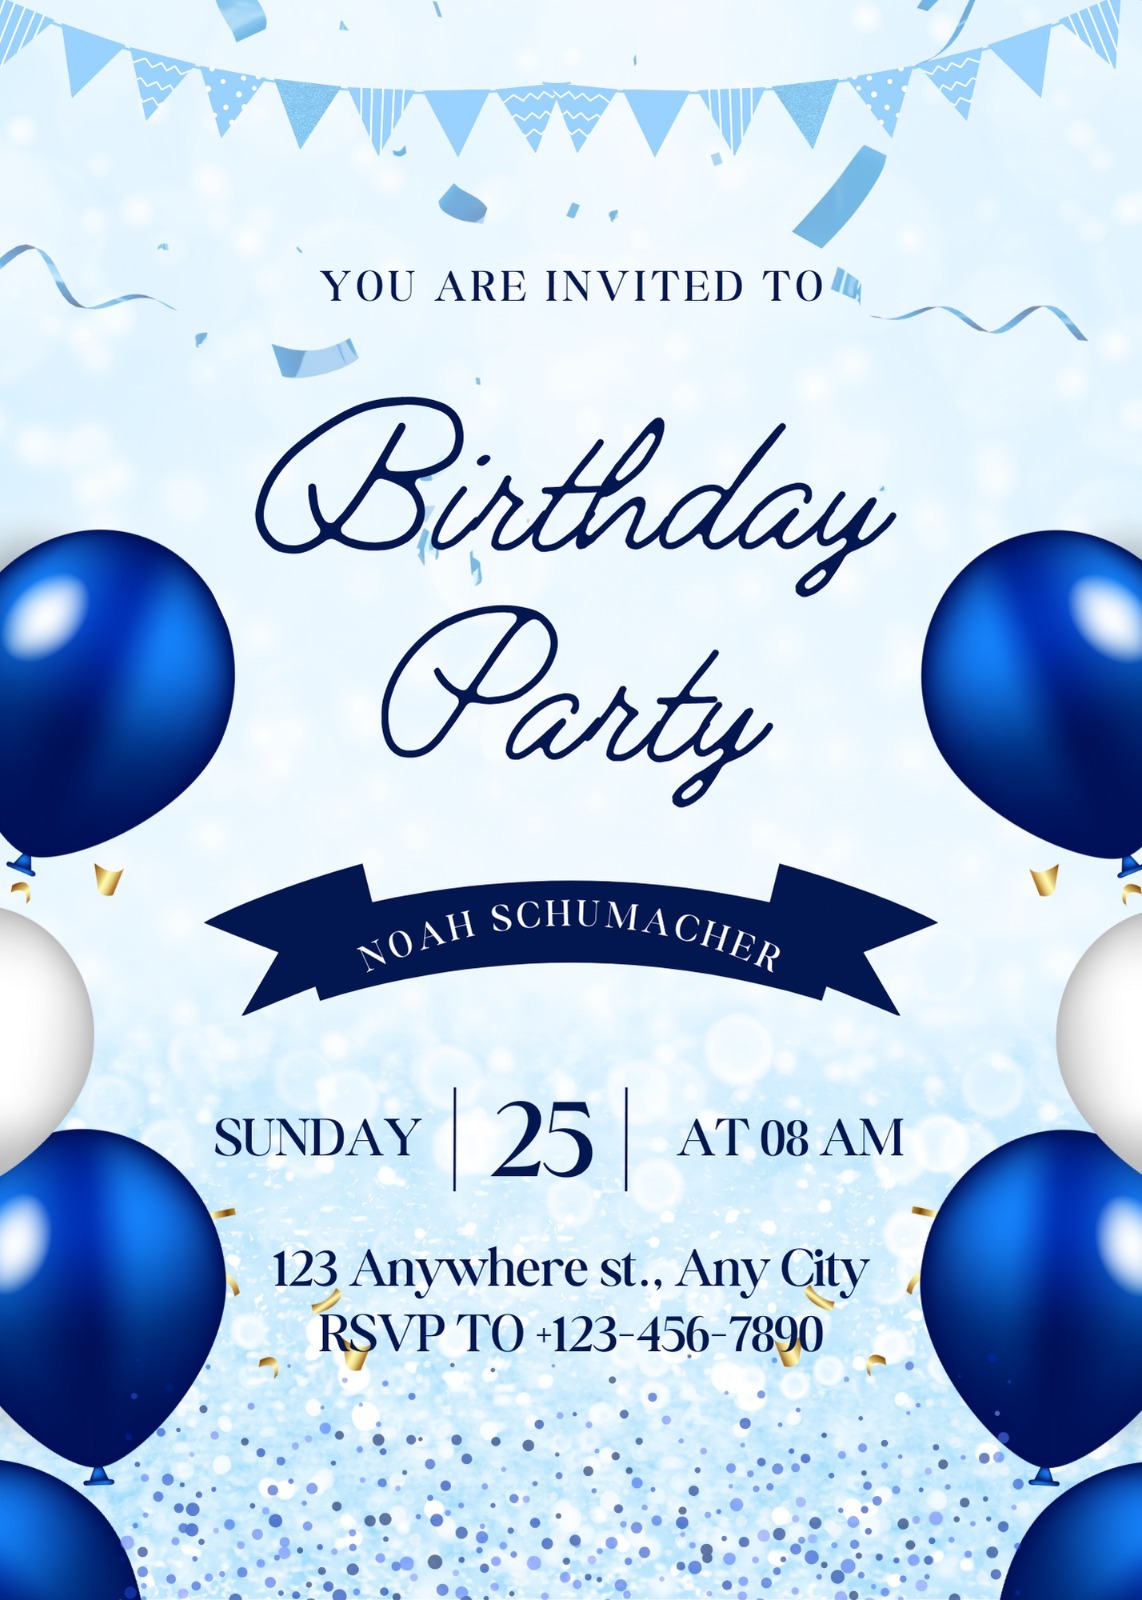 YOU ARE INVITED TO
Birthday
Party
NOAH SCHUMACHER
SUNDAY 25 AT 08 AM
123 Anywhere st., Any City
RSVP TO +123-456-7890